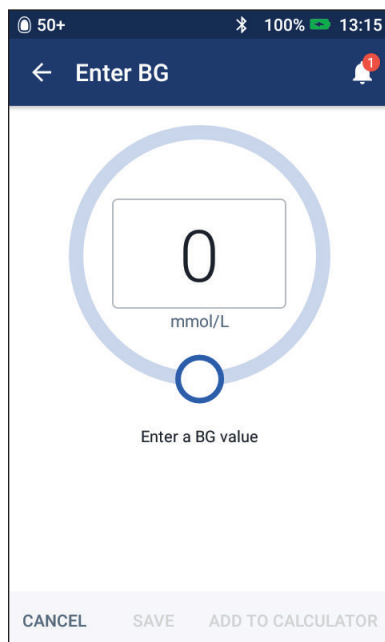 50+ 100% 13:15
Enter BG 1
0
mmol/L
Enter a BG value
CANCEL SAVE ADD TO CALCULATOR